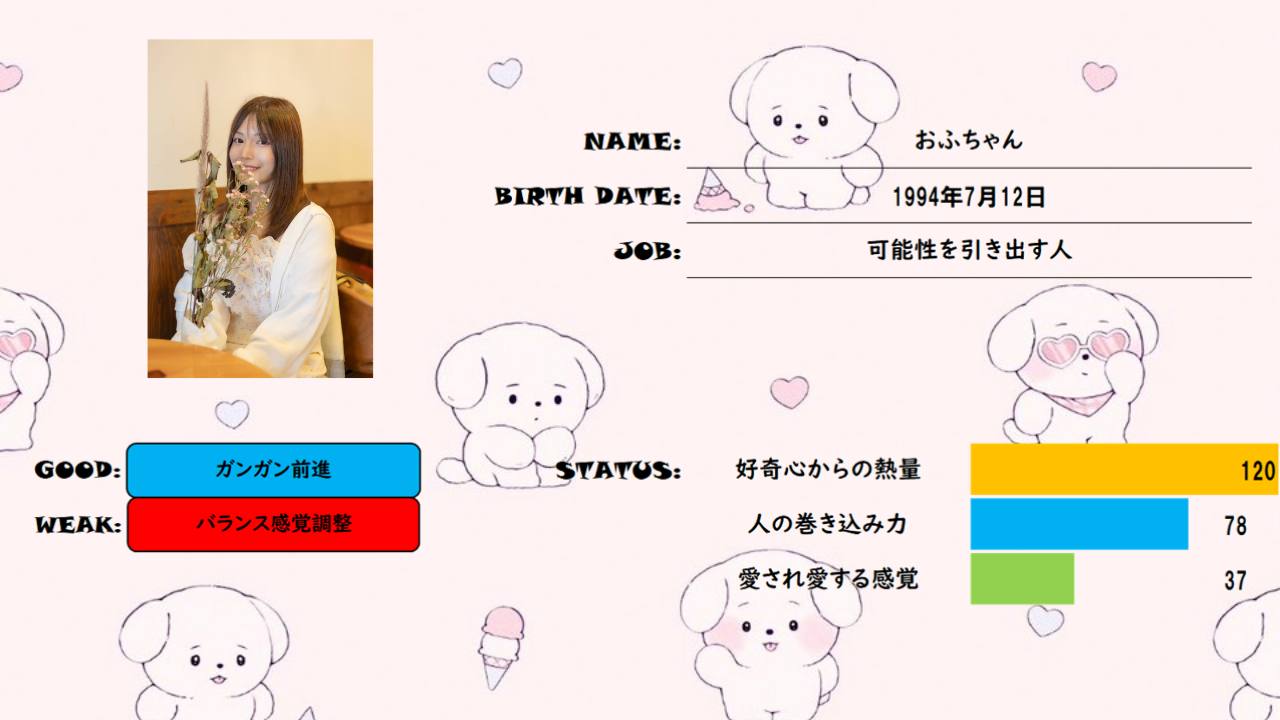 NAME: おふちゃん
BIRTH DATE: 1994年7月12日
JOB: 可能性を引き出す人
GOOD: ガンガン前進
WEAK: バランス感覚調整
STATUS: 好奇心からの熱量 120
人の巻き込み力 78
愛され愛する感覚 37